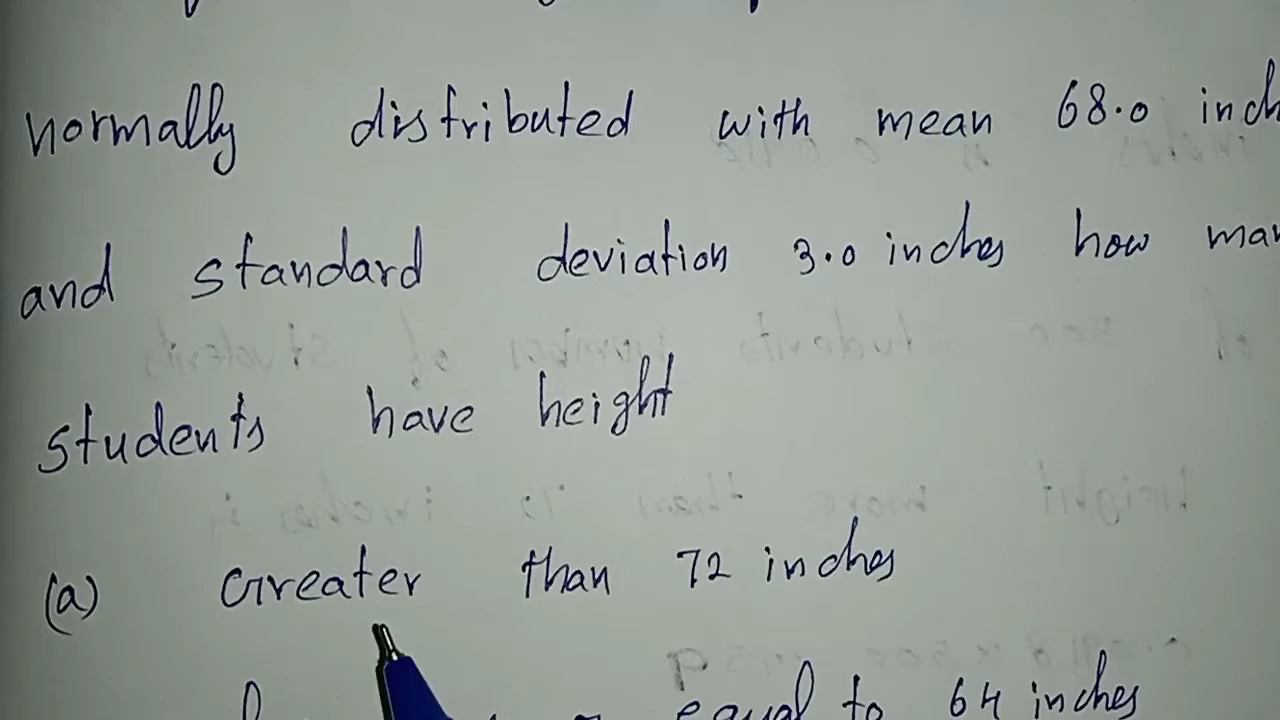 normally distributed with mean 68.0 inch
and standard deviation 3.0 inches how man
students have height
(a) Greater than 72 inches
equal to 64 inches